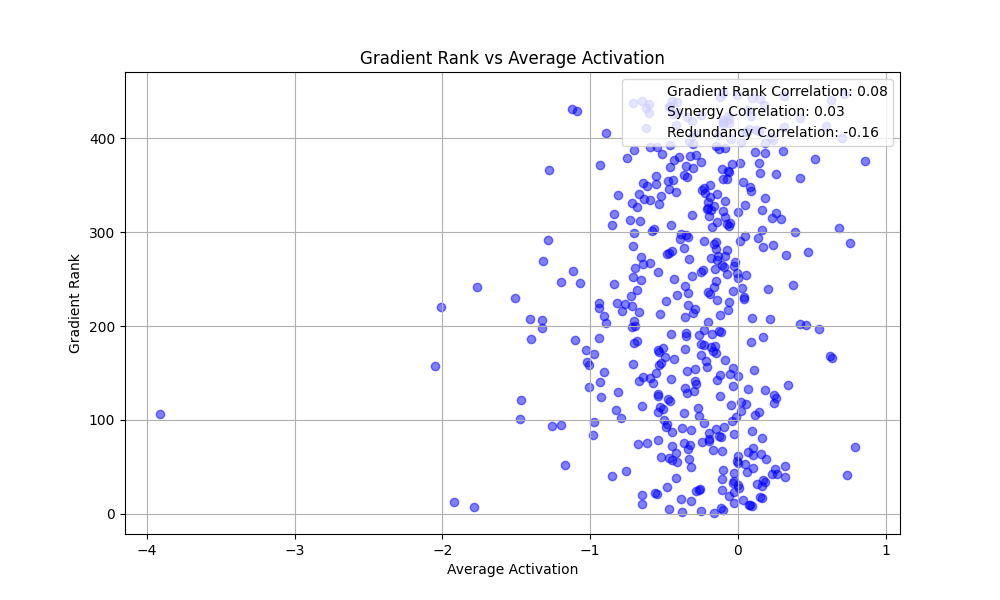 Gradient Rank vs Average Activation
Gradient Rank Correlation: 0.08
Synergy Correlation: 0.03
Redundancy Correlation: -0.16
400
300
200
100
0
Gradient Rank
−4
−3
−2
−1
0
1
Average Activation